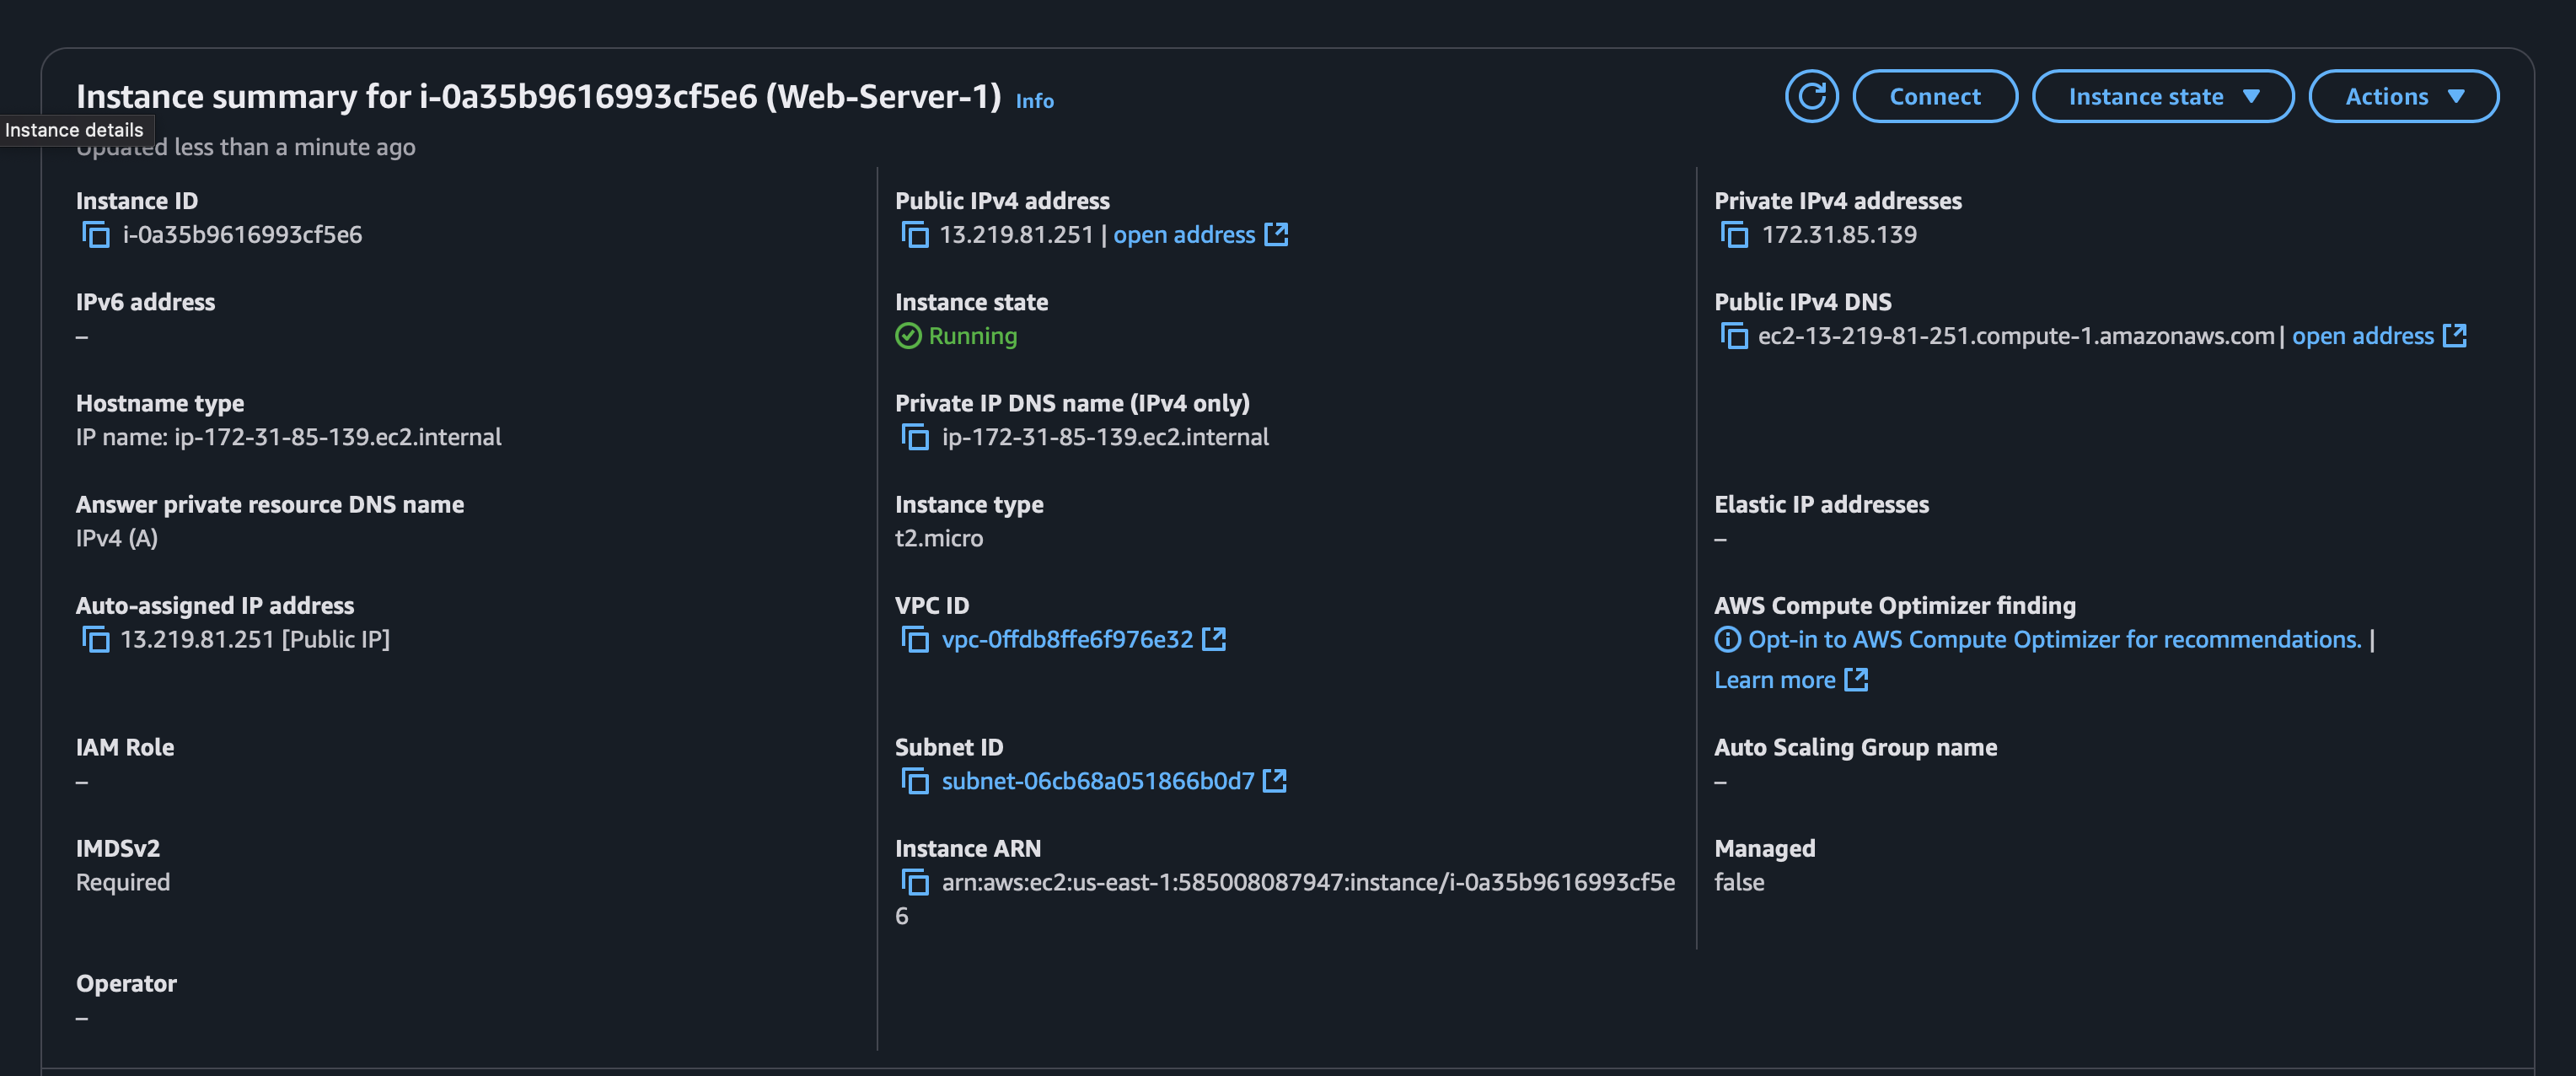 Instance summary for i-0a35b9616993cf5e6 (Web-Server-1) Info
Connect
Instance state
Actions
Instance details
Updated less than a minute ago
Instance ID
i-0a35b9616993cf5e6
Public IPv4 address
13.219.81.251 | open address
Private IPv4 addresses
172.31.85.139
IPv6 address
–
Instance state
Running
Public IPv4 DNS
ec2-13-219-81-251.compute-1.amazonaws.com | open address
Hostname type
IP name: ip-172-31-85-139.ec2.internal
Private IP DNS name (IPv4 only)
ip-172-31-85-139.ec2.internal
Answer private resource DNS name
IPv4 (A)
Instance type
t2.micro
Elastic IP addresses
–
Auto-assigned IP address
13.219.81.251 [Public IP]
VPC ID
vpc-0ffdb8ffe6f976e32
AWS Compute Optimizer finding
Opt-in to AWS Compute Optimizer for recommendations. |
Learn more
IAM Role
–
Subnet ID
subnet-06cb68a051866b0d7
Auto Scaling Group name
–
IMDSv2
Required
Instance ARN
arn:aws:ec2:us-east-1:585008087947:instance/i-0a35b9616993cf5e
6
Managed
false
Operator
–